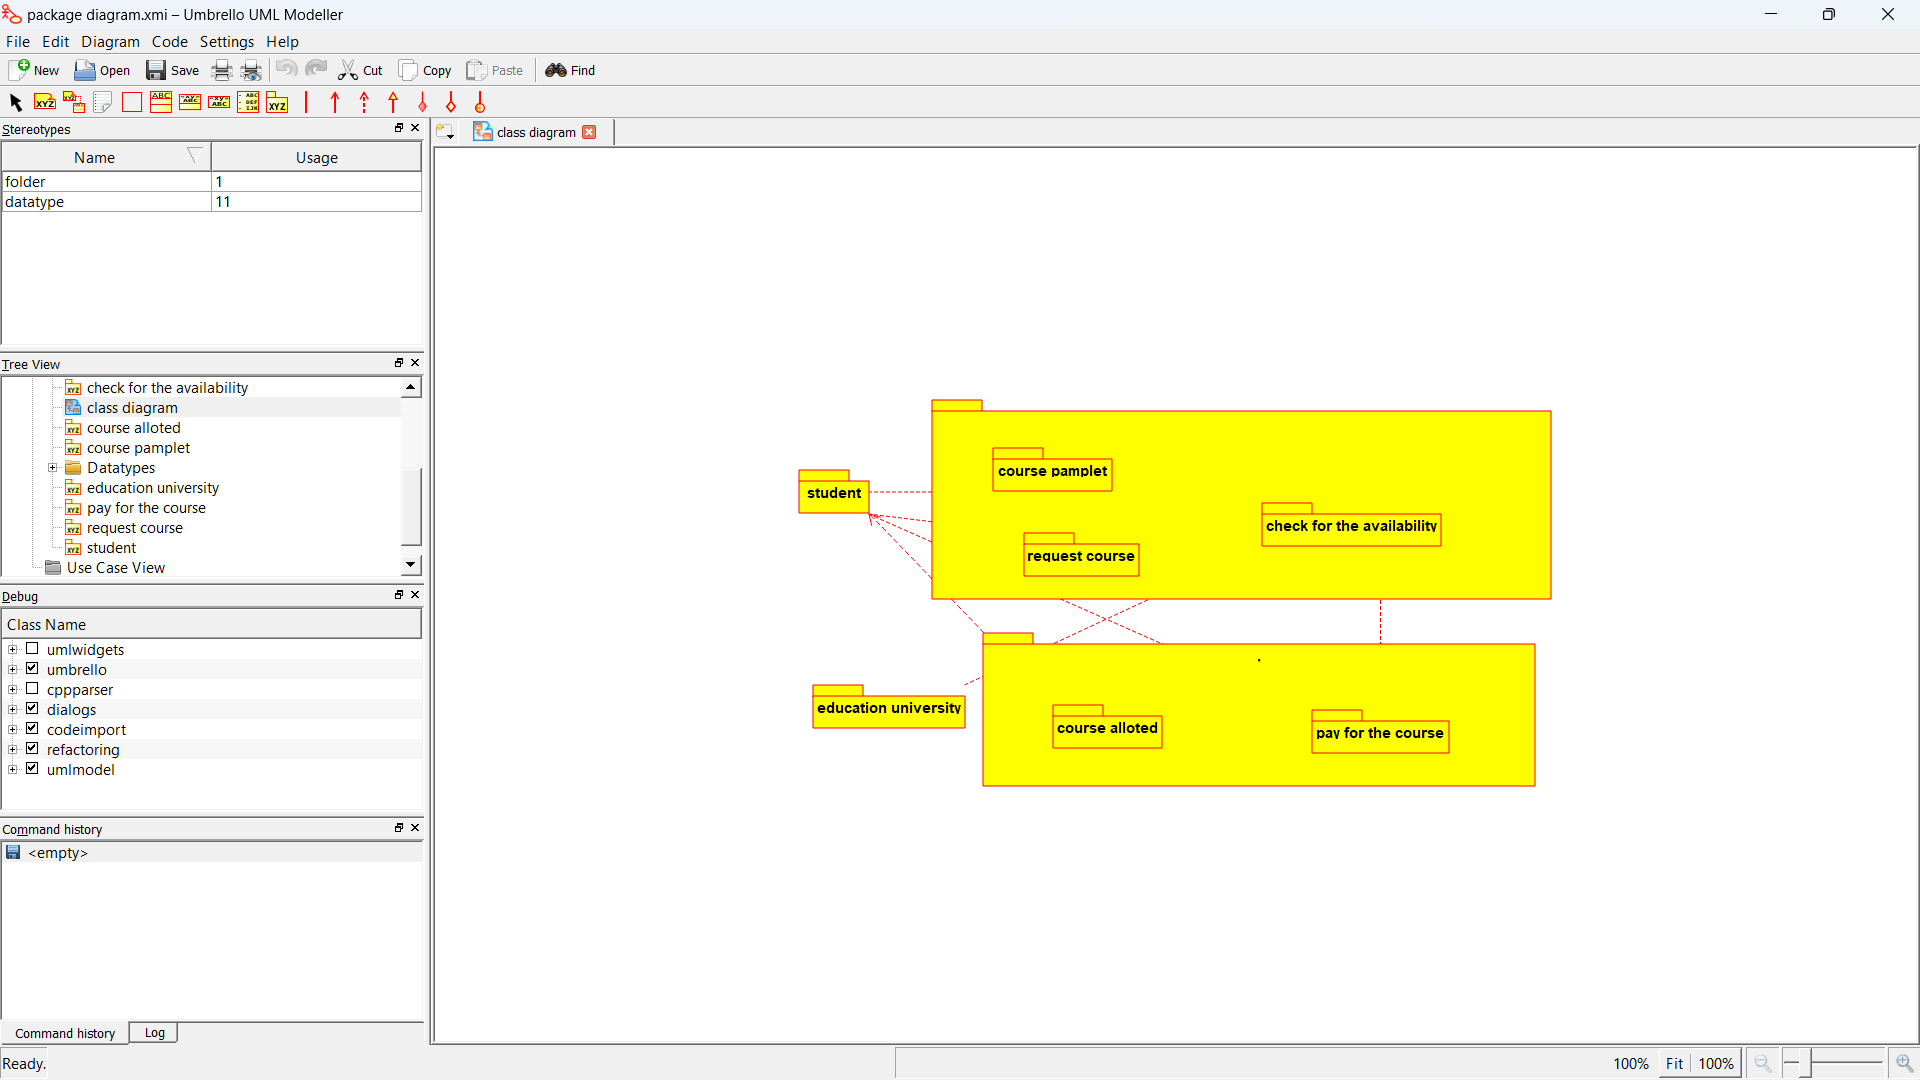 package diagram.xmi – Umbrello UML Modeller
File Edit Diagram Code Settings Help
New Open Save Cut Copy Paste Find
Stereotypes
Name Usage
folder 1
datatype 11
Tree View
check for the availability
class diagram
course alloted
course pamplet
Datatypes
education university
pay for the course
request course
student
Use Case View
Debug
Class Name
umlwidgets
umbrello
cppparser
dialogs
codeimport
refactoring
umlmodel
Command history
<empty>
Command history Log
Ready.
class diagram
course pamplet
student
check for the availability
request course
education university
course alloted
pay for the course
100% Fit 100%